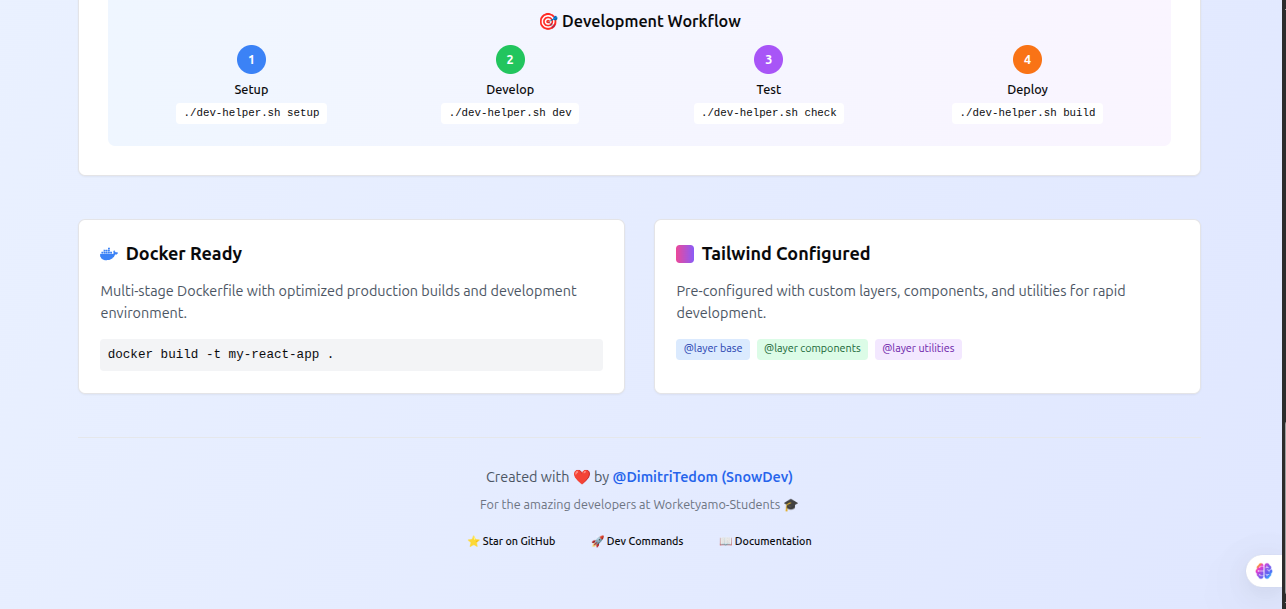 🎯 Development Workflow
1
2
3
4
Setup
Develop
Test
Deploy
./dev-helper.sh setup
./dev-helper.sh dev
./dev-helper.sh check
./dev-helper.sh build
Docker Ready
Multi-stage Dockerfile with optimized production builds and development
environment.
docker build -t my-react-app .
Tailwind Configured
Pre-configured with custom layers, components, and utilities for rapid
development.
@layer base @layer components @layer utilities
Created with ❤️ by @DimitriTedom (SnowDev)
For the amazing developers at Worketyamo-Students 🎓
⭐ Star on GitHub 🚀 Dev Commands 📖 Documentation